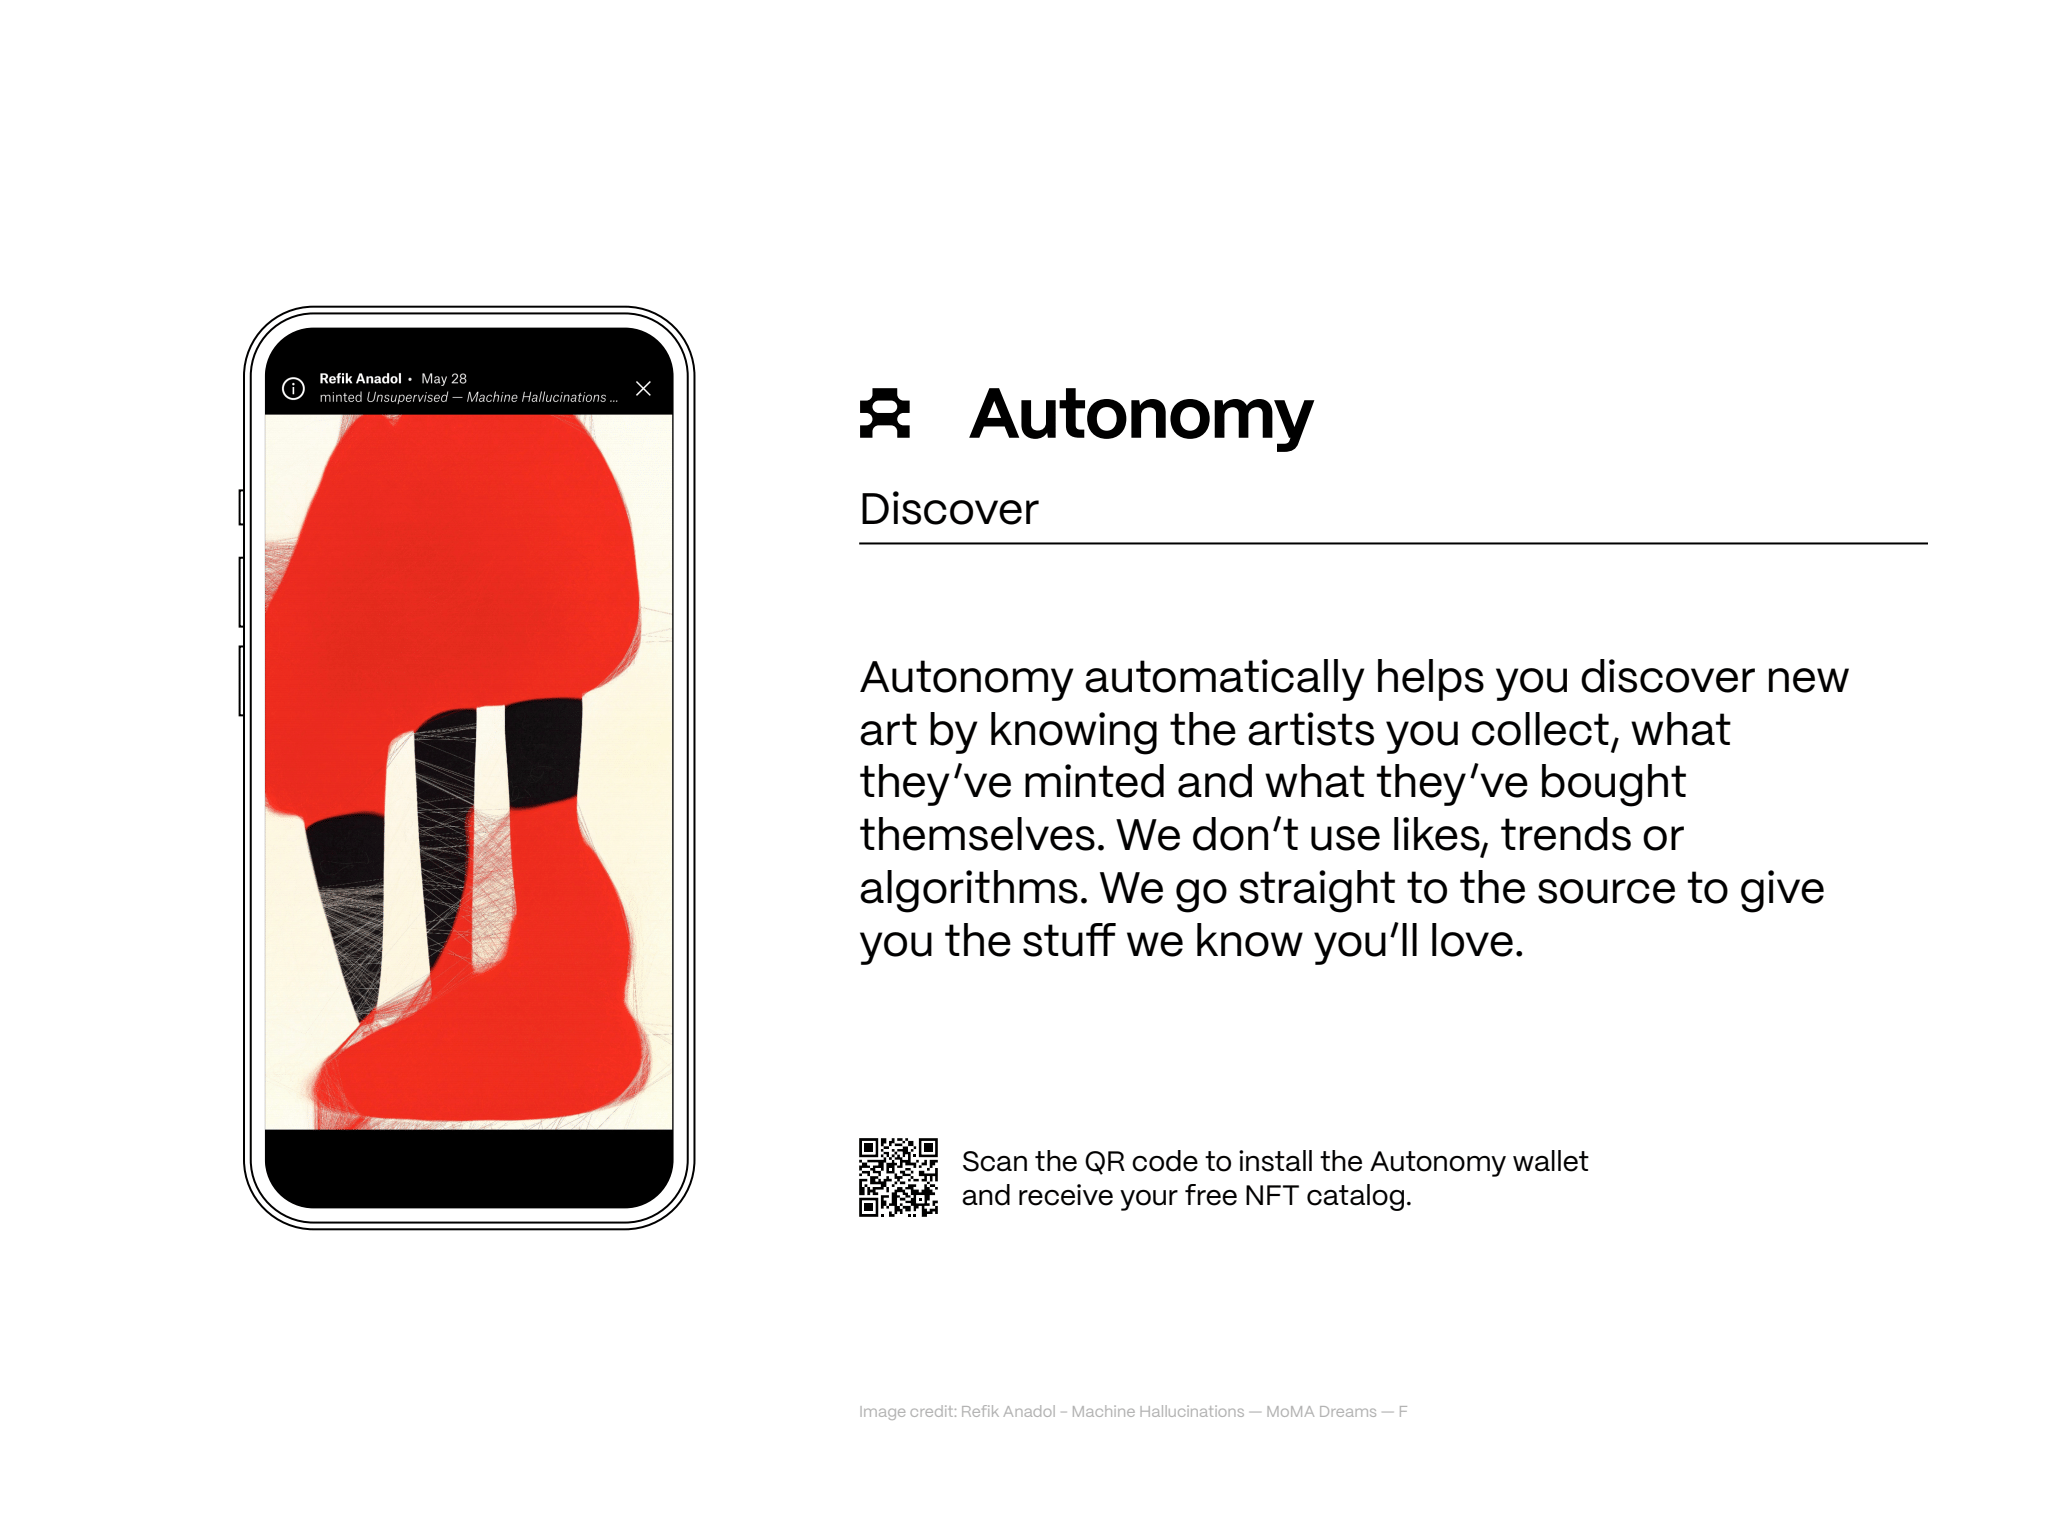 Refik Anadol • May 28
minted Unsupervised — Machine Hallucinations ...
Autonomy
Discover
Autonomy automatically helps you discover new
art by knowing the artists you collect, what
they’ve minted and what they’ve bought
themselves. We don’t use likes, trends or
algorithms. We go straight to the source to give
you the stuff we know you’ll love.
Scan the QR code to install the Autonomy wallet
and receive your free NFT catalog.
Image credit: Refik Anadol - Machine Hallucinations — MoMA Dreams — F